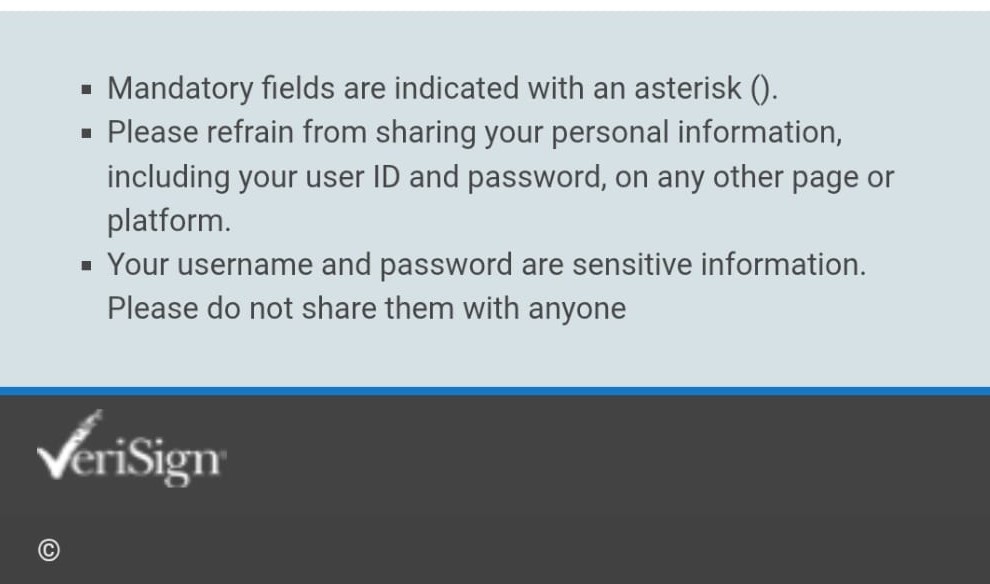 ▪ Mandatory fields are indicated with an asterisk ().
▪ Please refrain from sharing your personal information,
including your user ID and password, on any other page or
platform.
▪ Your username and password are sensitive information.
Please do not share them with anyone
VeriSign
©